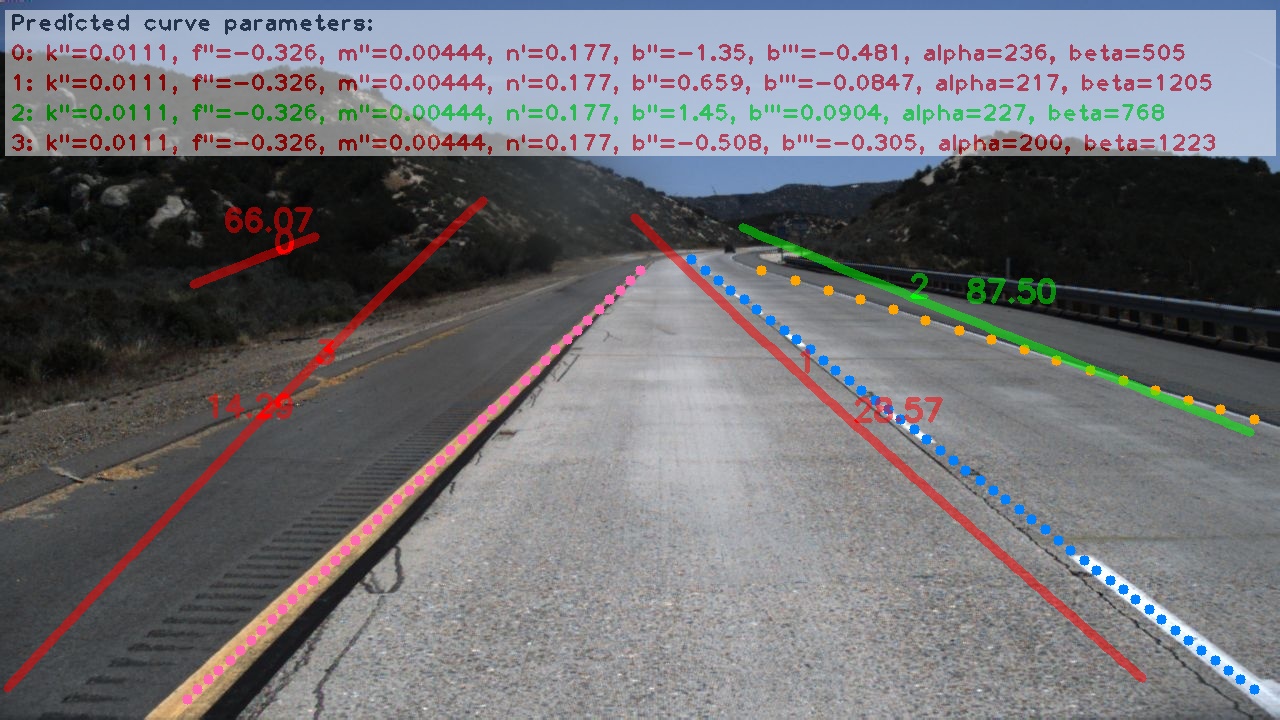 Predicted curve parameters:
0: k"=0.0111, f"=-0.326, m"=0.00444, n'=0.177, b"=-1.35, b'''=-0.481, alpha=236, beta=505
1: k"=0.0111, f"=-0.326, m"=0.00444, n'=0.177, b"=0.659, b'''=-0.0847, alpha=217, beta=1205
2: k"=0.0111, f"=-0.326, m"=0.00444, n'=0.177, b"=1.45, b'''=0.0904, alpha=227, beta=768
3: k"=0.0111, f"=-0.326, m"=0.00444, n'=0.177, b"=-0.508, b'''=-0.305, alpha=200, beta=1223
66.07
0
2 87.50
3
1
14.29
28.57